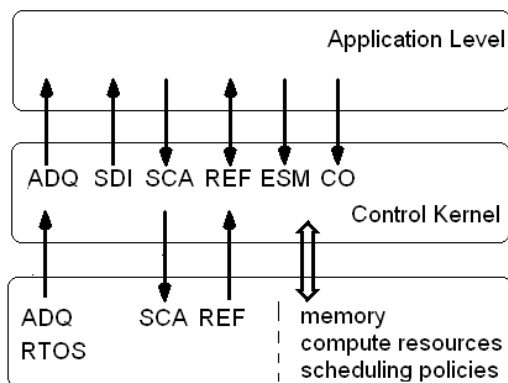 Application Level
ADQ SDI SCA REF ESM CO
Control Kernel
ADQ SCA REF
RTOS
memory
compute resources
scheduling policies